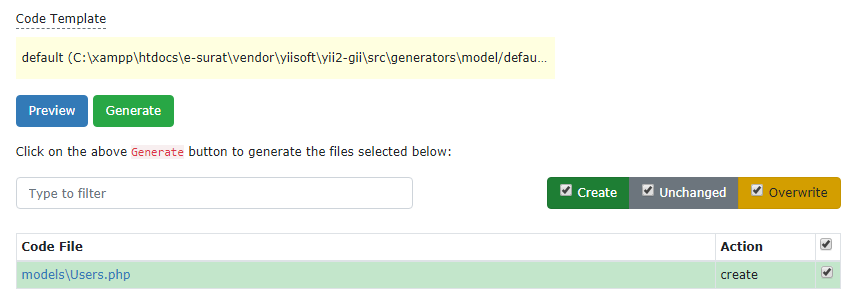 Code Template
default (C:\xampp\htdocs\e-surat\vendor\yiisoft\yii2-gii\src\generators\model/defau...
Preview Generate
Click on the above Generate button to generate the files selected below:
Type to filter Create Unchanged Overwrite
Code File Action
models\Users.php create